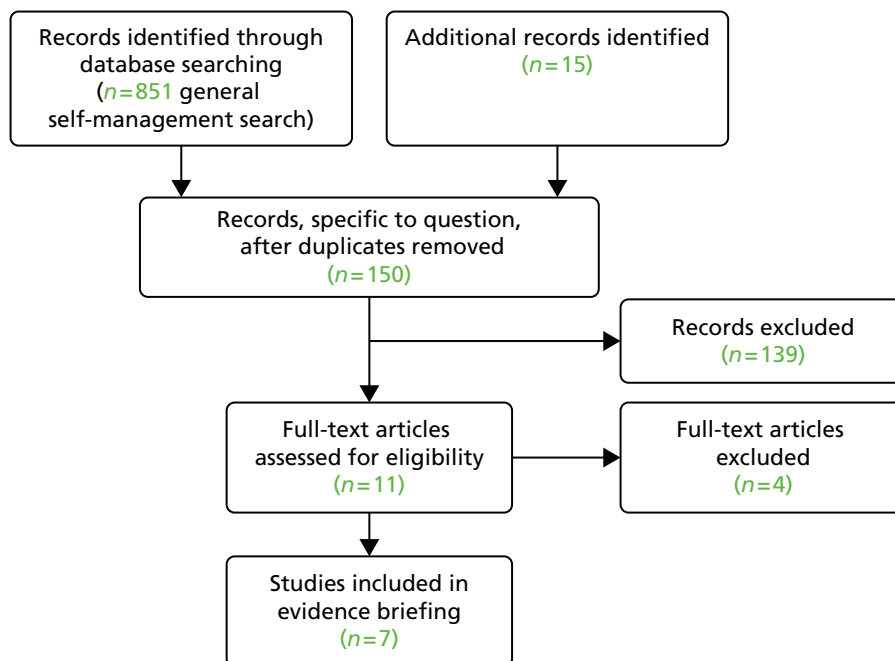 Records identified through
database searching
(n=851 general
self-management search)
Additional records identified
(n=15)
Records, specific to question,
after duplicates removed
(n=150)
Records excluded
(n=139)
Full-text articles
assessed for eligibility
(n=11)
Full-text articles
excluded
(n=4)
Studies included in
evidence briefing
(n=7)